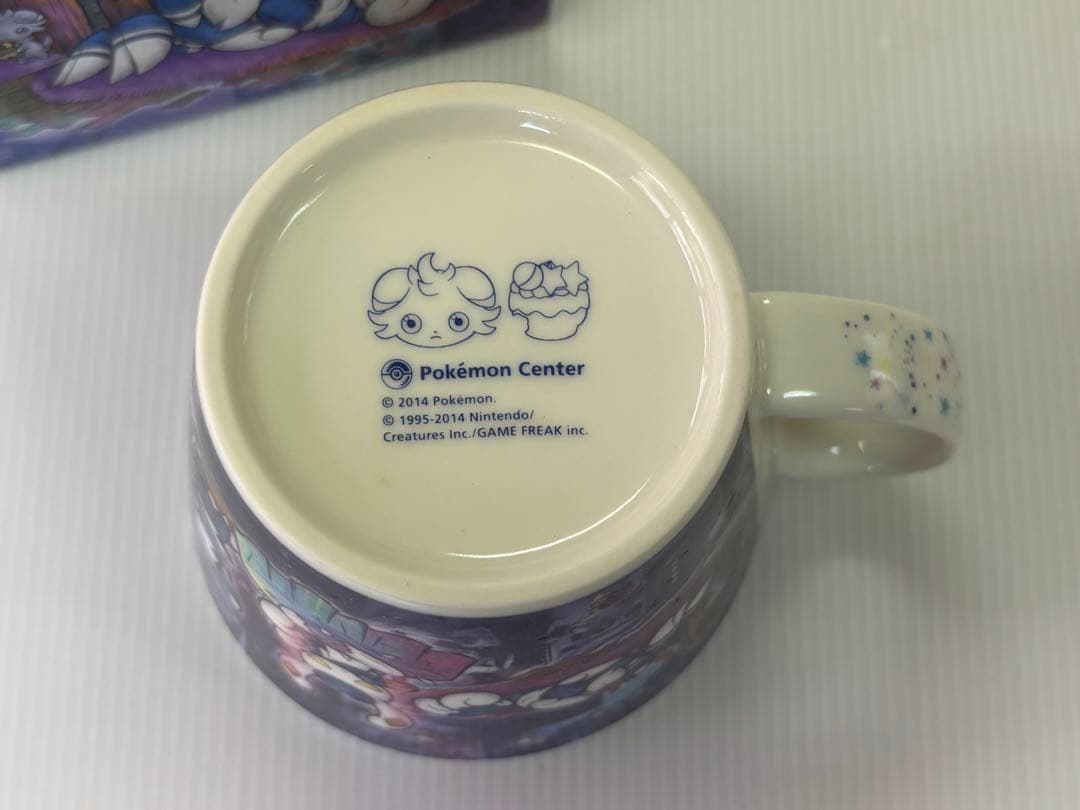 Pokémon Center
© 2014 Pokémon.
© 1995-2014 Nintendo/
Creatures Inc./GAME FREAK inc.